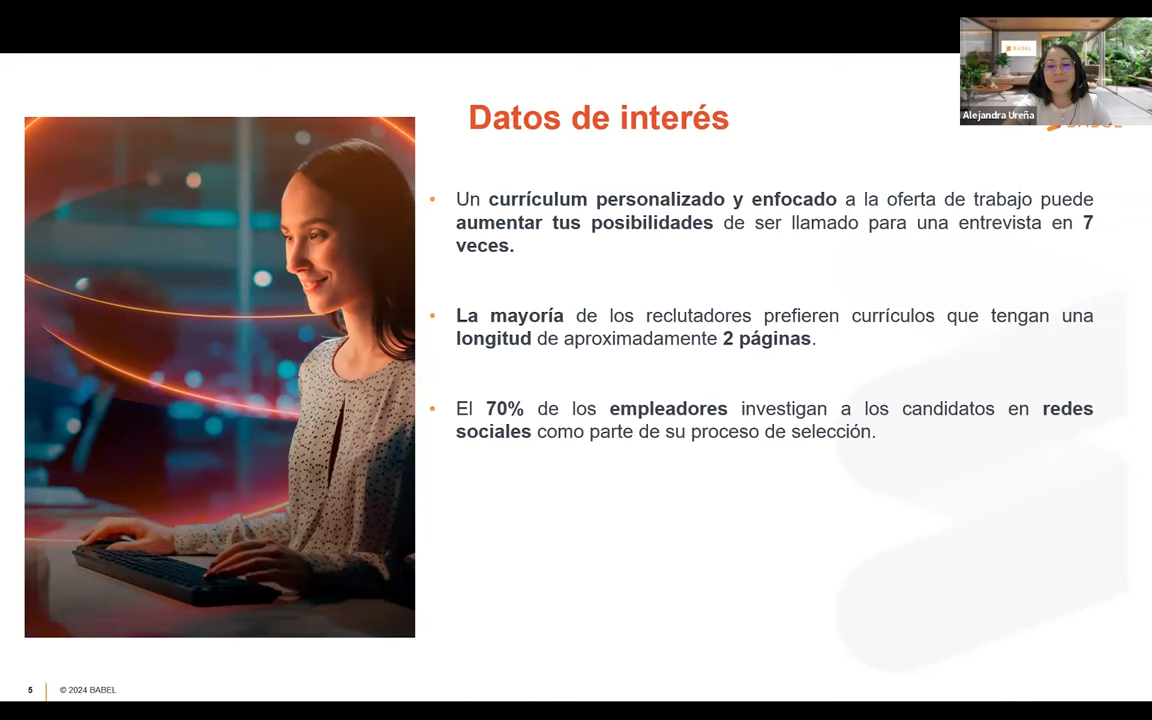 BABEL
Alejandra Ureña
Datos de interés
• Un currículum personalizado y enfocado a la oferta de trabajo puede
aumentar tus posibilidades de ser llamado para una entrevista en 7
veces.
• La mayoría de los reclutadores prefieren currículos que tengan una
longitud de aproximadamente 2 páginas.
• El 70% de los empleadores investigan a los candidatos en redes
sociales como parte de su proceso de selección.
5
© 2024 BABEL